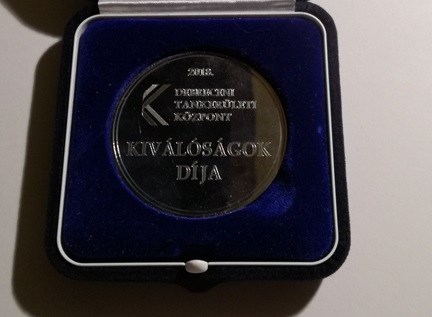 2018.
DEBRECENI
TANKERÜLETI
KÖZPONT
KIVÁLÓSÁGOK
DÍJA